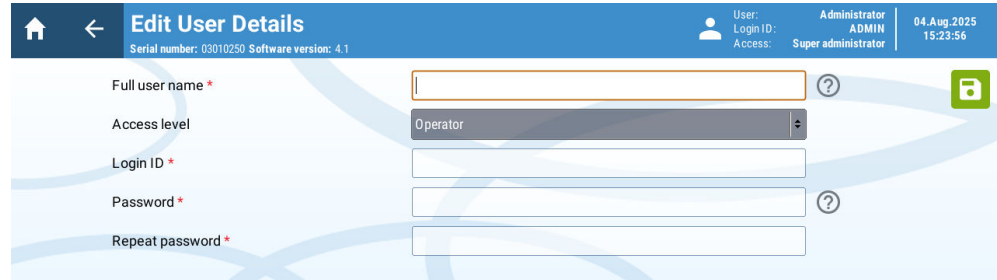 Edit User Details
Serial number: 03010250 Software version: 4.1
User: Administrator
Login ID: ADMIN
Access: Super administrator
04.Aug.2025
15:23:56
Full user name *
?
Access level Operator
Login ID *
Password *
?
Repeat password *